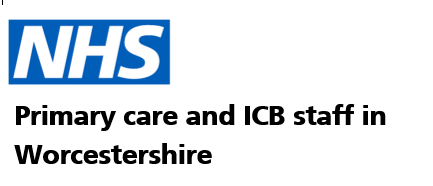 NHS
Primary care and ICB staff in
Worcestershire